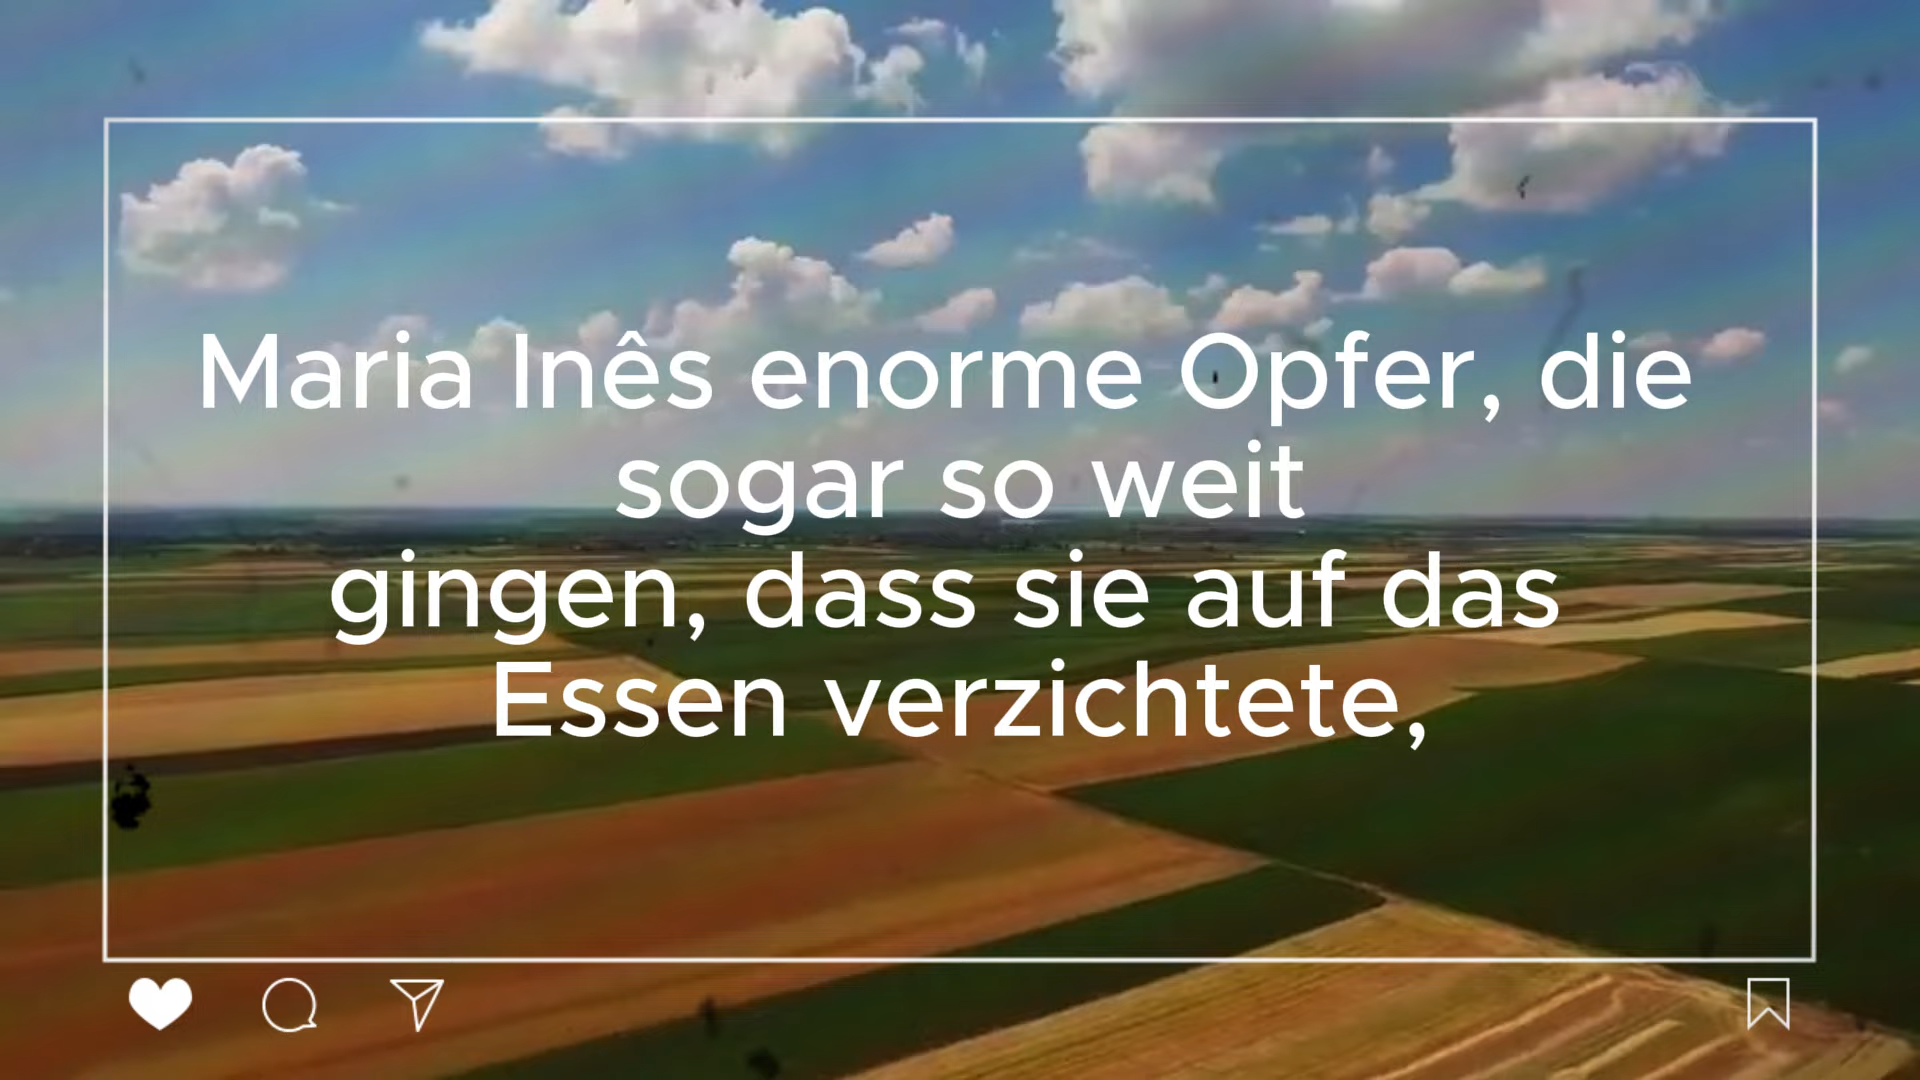 Maria Inês enorme Opfer, die
sogar so weit
gingen, dass sie auf das
Essen verzichtete,